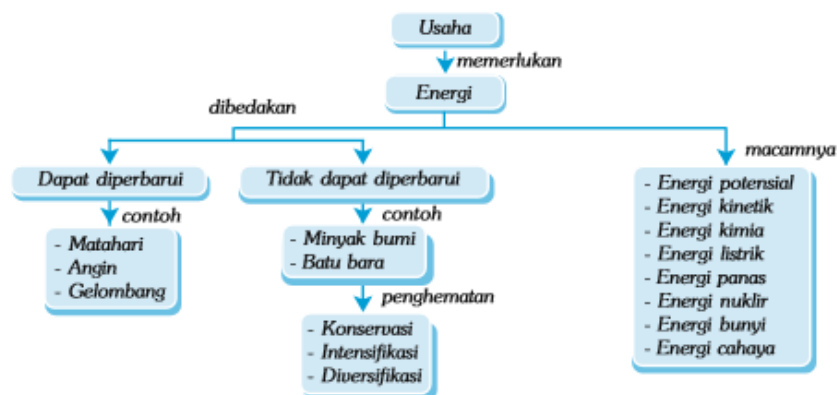 Usaha
memerlukan
Energi
dibedakan
macamnya
Dapat diperbarui
Tidak dapat diperbarui
contoh
contoh
- Matahari
- Angin
- Gelombang
- Minyak bumi
- Batu bara
penghematan
- Konservasi
- Intensifikasi
- Diversifikasi
- Energi potensial
- Energi kinetik
- Energi kimia
- Energi listrik
- Energi panas
- Energi nuklir
- Energi bunyi
- Energi cahaya